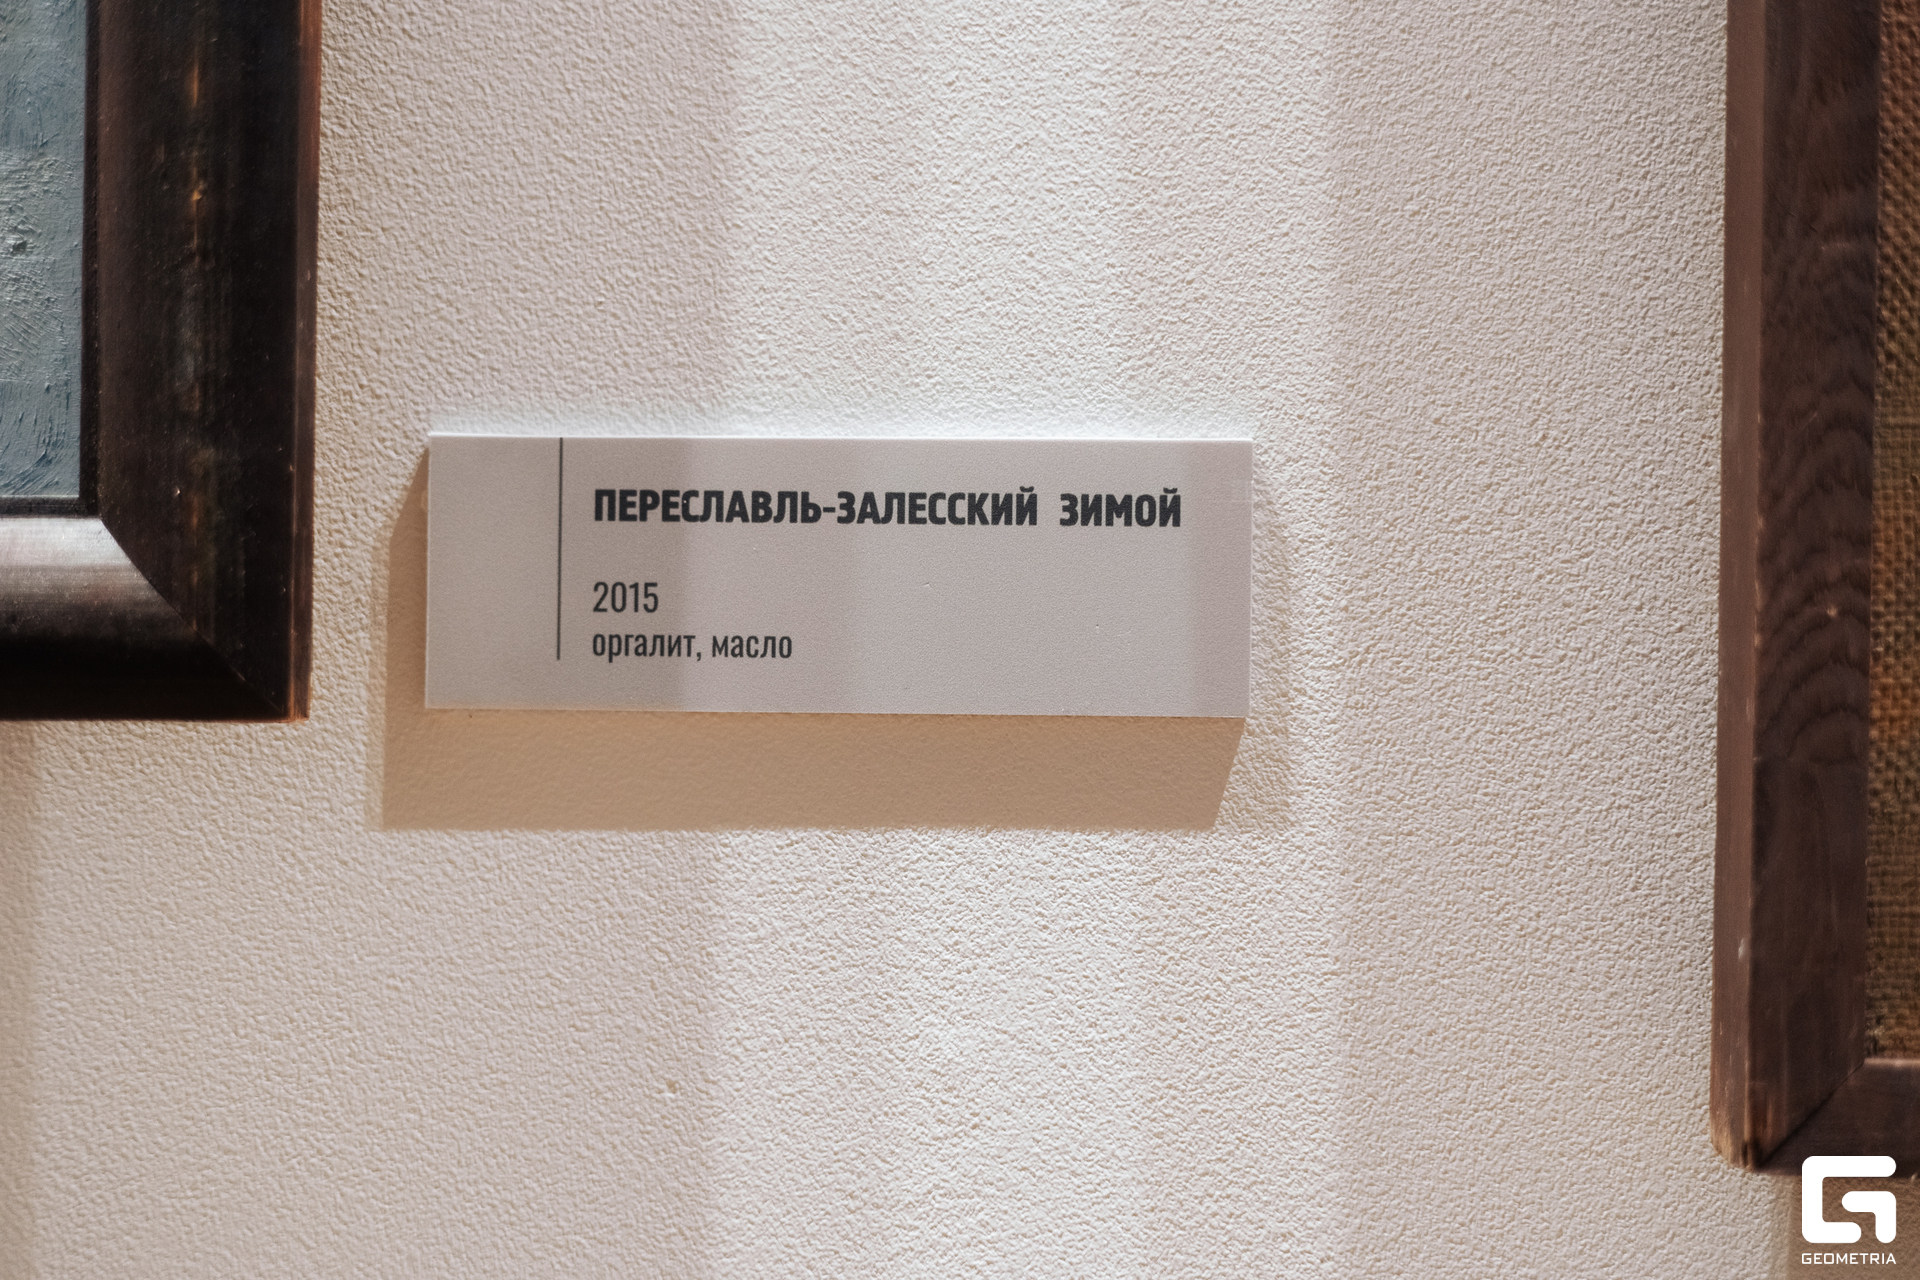 ПЕРЕСЛАВЛЬ-ЗАЛЕССКИЙ ЗИМОЙ
2015
оргалит, масло
GEOMETRIA